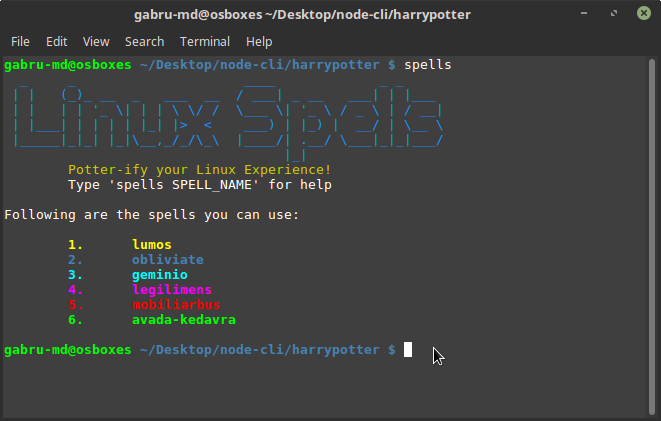 gabru-md@osboxes ~/Desktop/node-cli/harrypotter
File Edit View Search Terminal Help
gabru-md@osboxes ~/Desktop/node-cli/harrypotter $ spells
Linux Spells
Potter-ify your Linux Experience!
Type 'spells SPELL_NAME' for help
Following are the spells you can use:
1. lumos
2. obliviate
3. geminio
4. legilimens
5. mobiliarbus
6. avada-kedavra
gabru-md@osboxes ~/Desktop/node-cli/harrypotter $